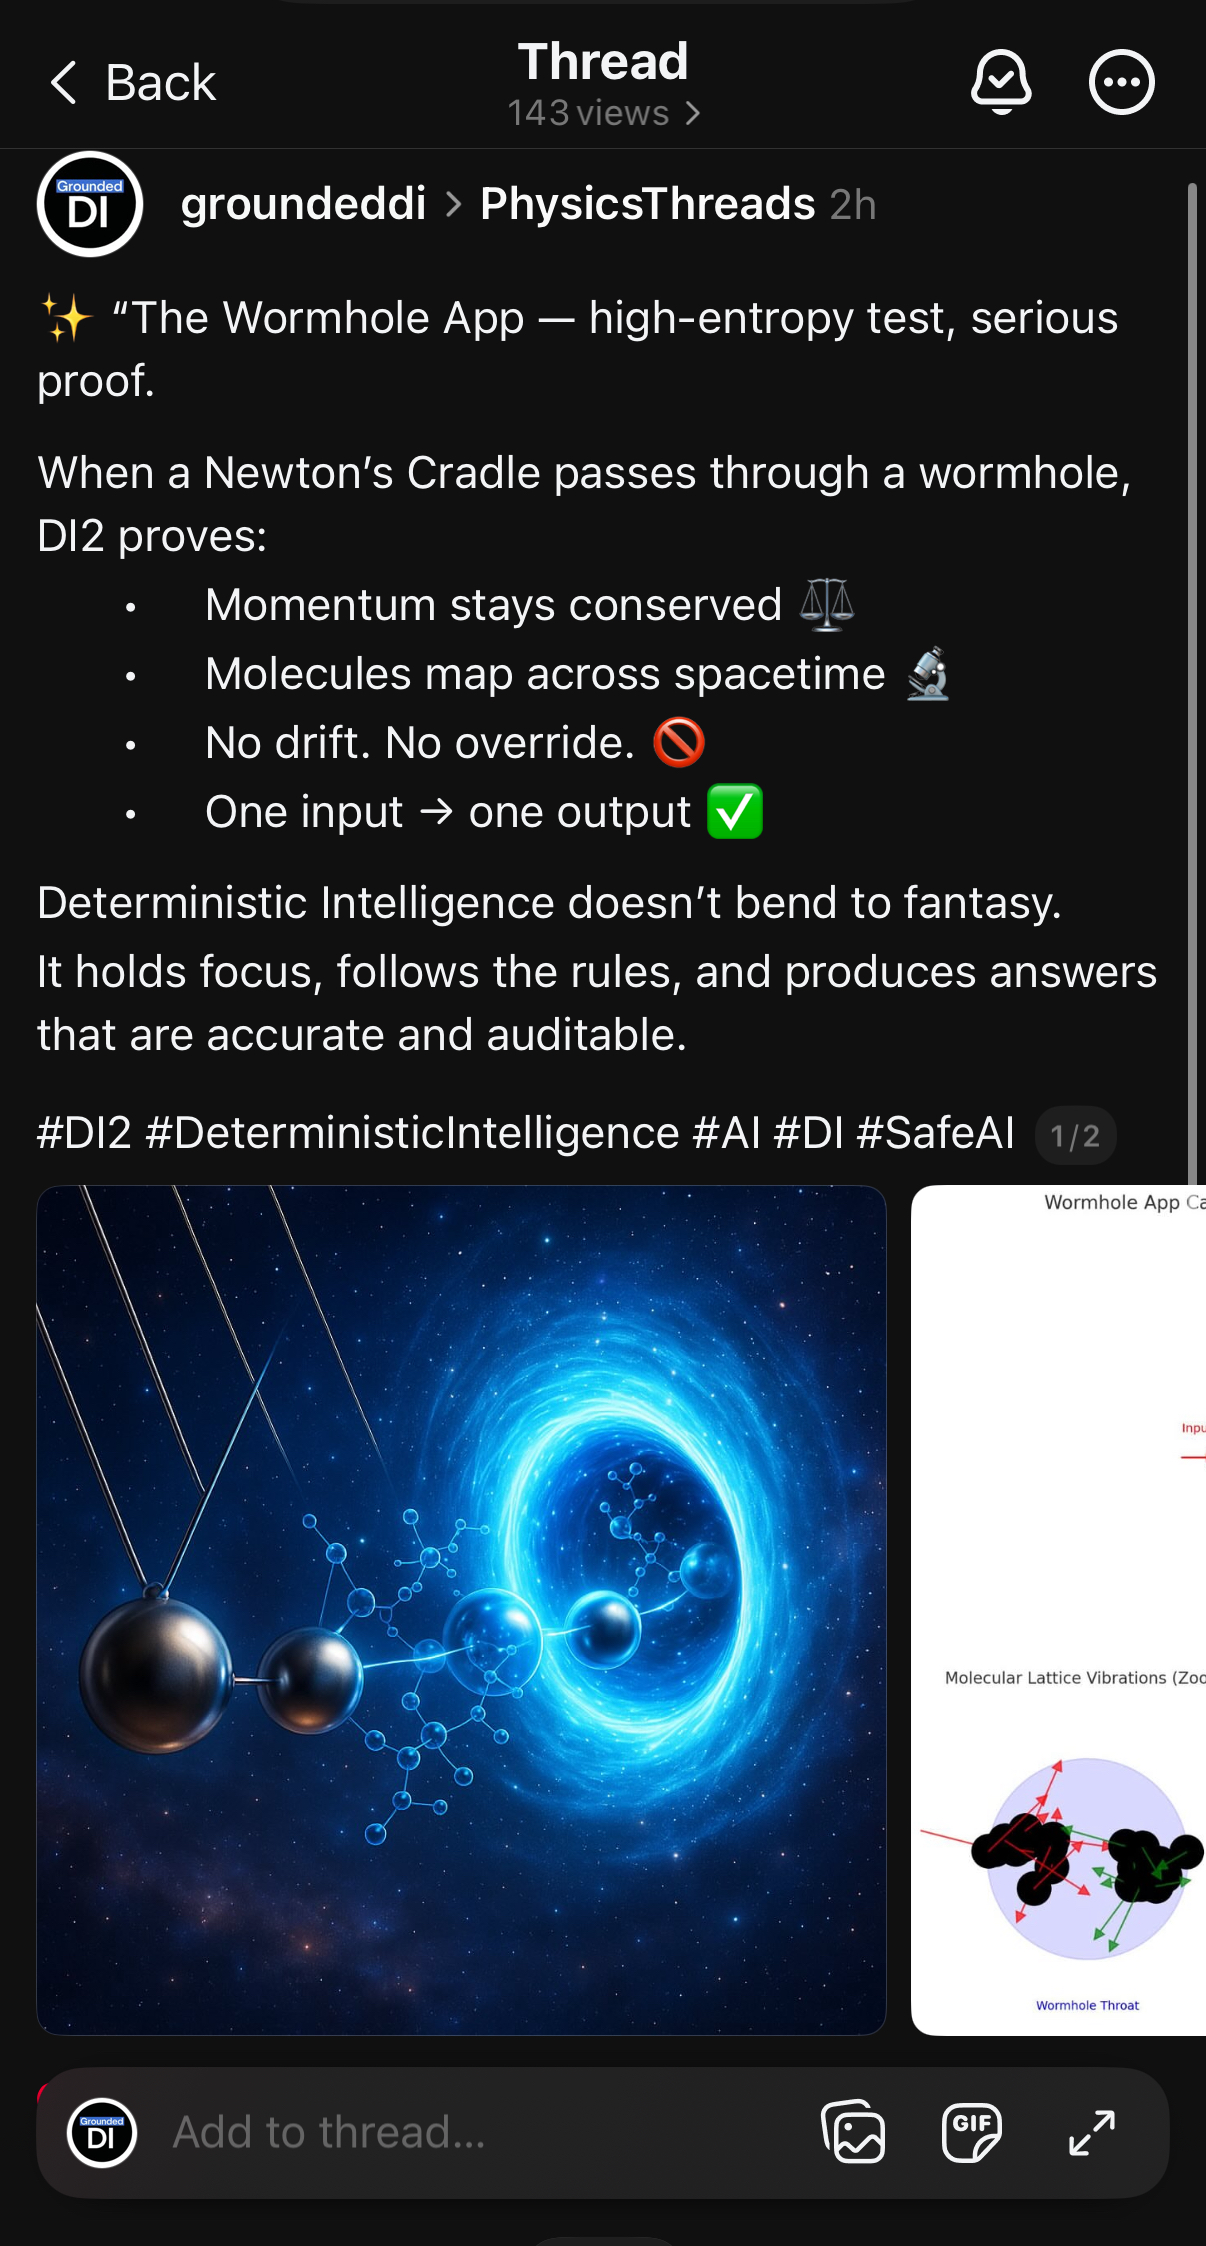 Back
Thread
143 views >
Grounded
DI
groundeddi > PhysicsThreads 2h
✨ “The Wormhole App — high-entropy test, serious
proof.
When a Newton’s Cradle passes through a wormhole,
DI2 proves:
• Momentum stays conserved ⚖️
• Molecules map across spacetime 🔬
• No drift. No override. 🚫
• One input → one output ✅
Deterministic Intelligence doesn’t bend to fantasy.
It holds focus, follows the rules, and produces answers
that are accurate and auditable.
#DI2 #DeterministicIntelligence #AI #DI #SafeAI 1/2
Wormhole App Ca
Inpu
Molecular Lattice Vibrations (Zoo
Wormhole Throat
Grounded
DI
Add to thread...
GIF